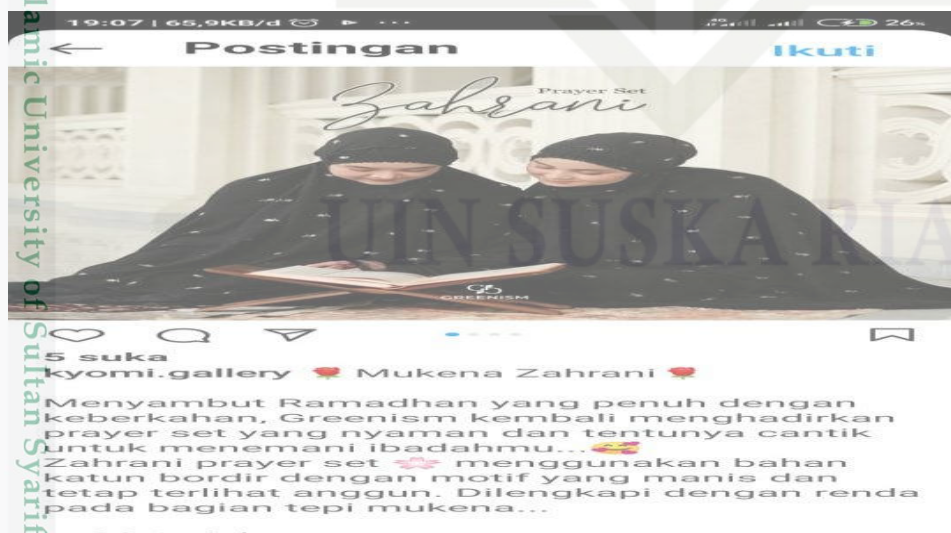 19:07 | 65,9KB/d
4G
26%
Postingan
Ikuti
Zahrani
Prayer Set
UIN SUSKA RIA
GREENISM
5 suka
kyomi.gallery 🌹 Mukena Zahrani 🌹
Menyambut Ramadhan yang penuh dengan
keberkahan, Greenism kembali menghadirkan
prayer set yang nyaman dan tentunya cantik
untuk menemani ibadahmu...🥰
Zahrani prayer set 🌸 menggunakan bahan
katun bordir dengan motif yang manis dan
tetap terlihat anggun. Dilengkapi dengan renda
pada bagian tepi mukena...
lamic University of Sultan Syarif